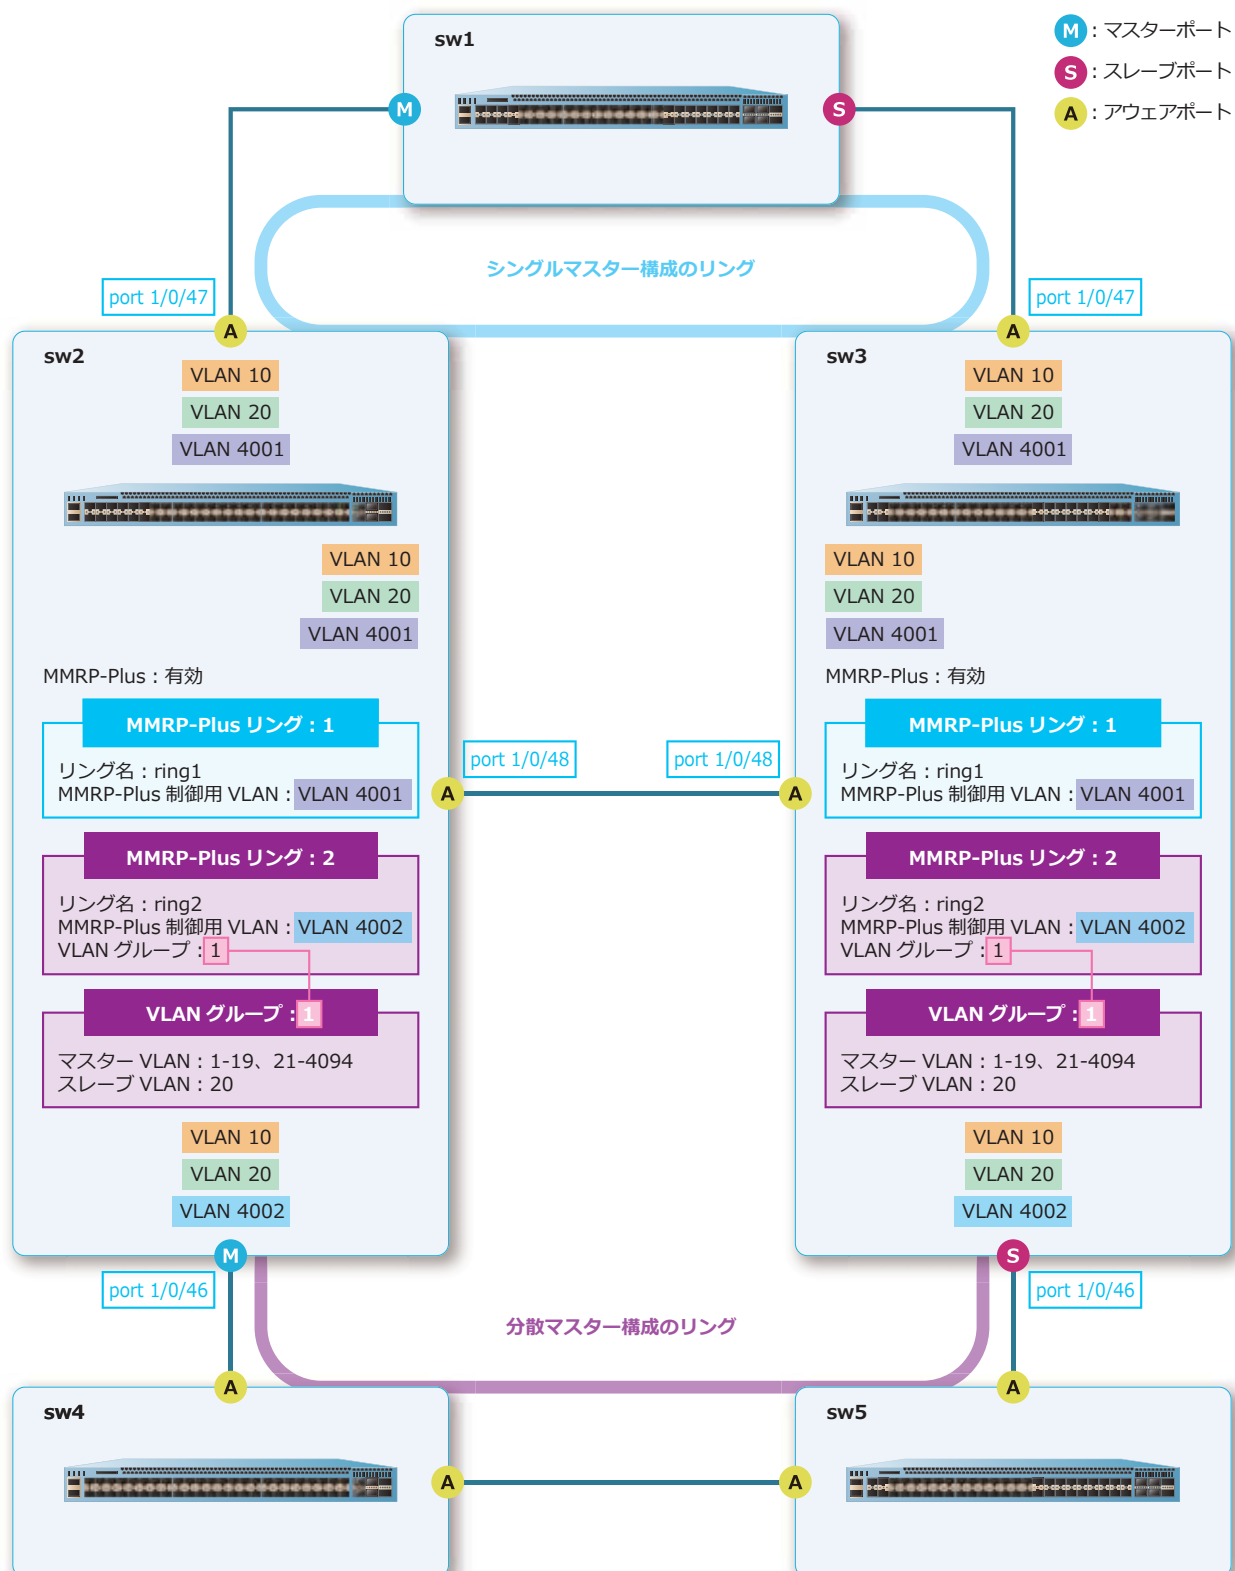 sw1
M : マスターポート
S : スレーブポート
A : アウェアポート
M
S
シングルマスター構成のリング
port 1/0/47
port 1/0/47
A
A
sw2
VLAN 10
VLAN 20
VLAN 4001
VLAN 10
VLAN 20
VLAN 4001
MMRP-Plus : 有効
MMRP-Plus リング : 1
リング名 : ring1
MMRP-Plus 制御用 VLAN : VLAN 4001
MMRP-Plus リング : 2
リング名 : ring2
MMRP-Plus 制御用 VLAN : VLAN 4002
VLAN グループ : 1
VLAN グループ : 1
マスター VLAN : 1-19、21-4094
スレーブ VLAN : 20
VLAN 10
VLAN 20
VLAN 4002
M
port 1/0/46
port 1/0/48
port 1/0/48
A
A
sw3
VLAN 10
VLAN 20
VLAN 4001
VLAN 10
VLAN 20
VLAN 4001
MMRP-Plus : 有効
MMRP-Plus リング : 1
リング名 : ring1
MMRP-Plus 制御用 VLAN : VLAN 4001
MMRP-Plus リング : 2
リング名 : ring2
MMRP-Plus 制御用 VLAN : VLAN 4002
VLAN グループ : 1
VLAN グループ : 1
マスター VLAN : 1-19、21-4094
スレーブ VLAN : 20
VLAN 10
VLAN 20
VLAN 4002
S
port 1/0/46
分散マスター構成のリング
A
A
sw4
A
A
sw5